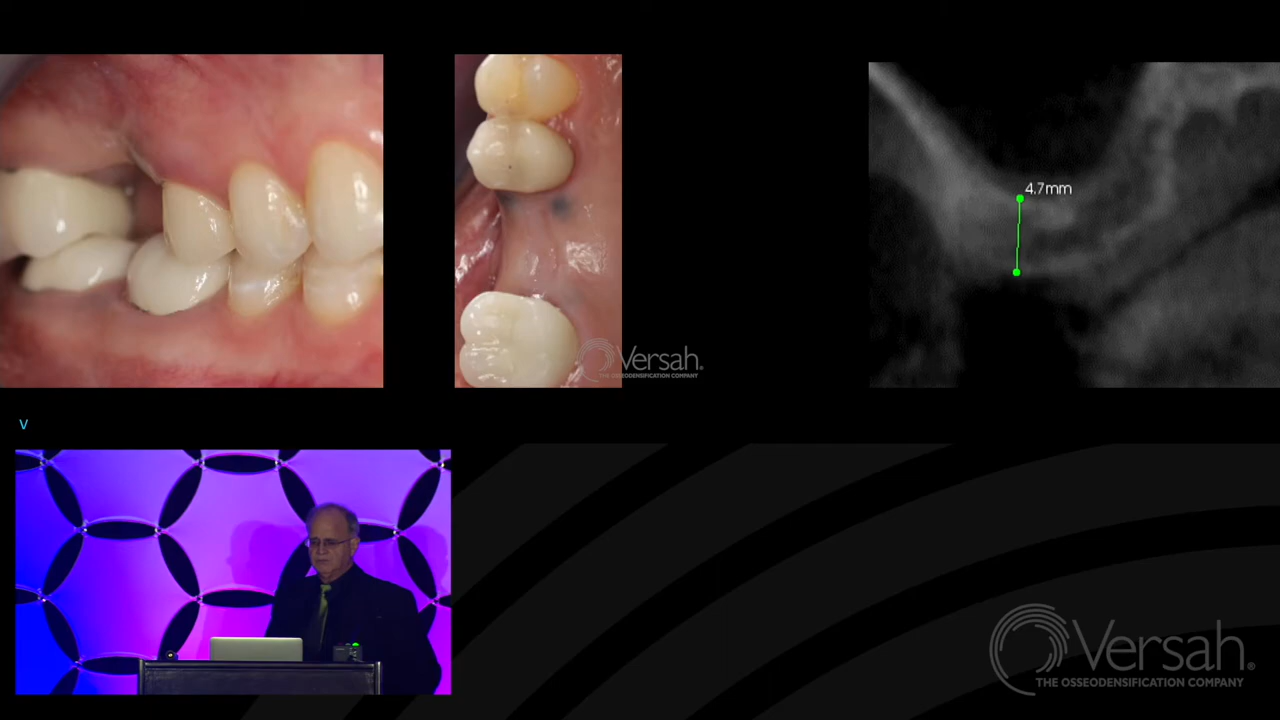 4.7mm
Versah®
THE OSSEODENSIFICATION COMPANY
V
Versah®
THE OSSEODENSIFICATION COMPANY